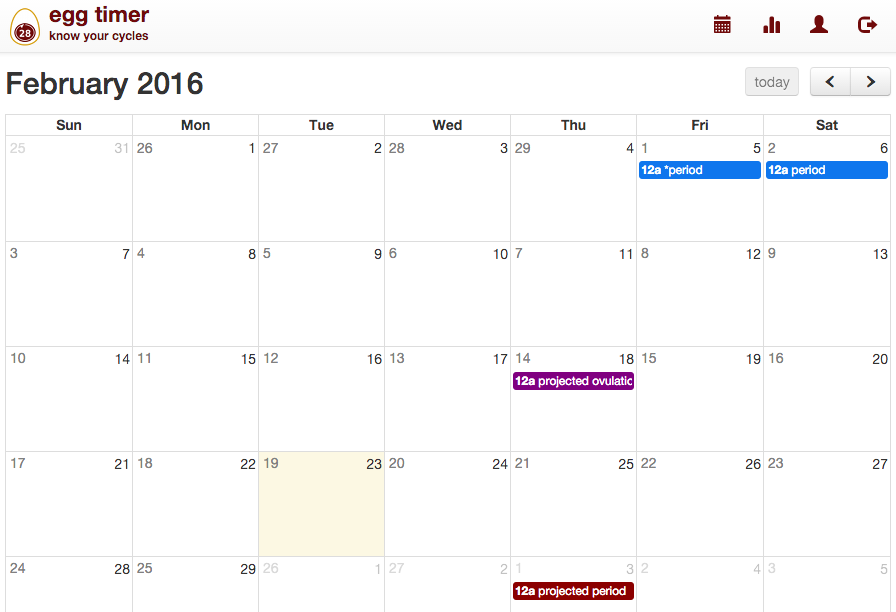 egg timer
28
know your cycles
February 2016
today
Sun Mon Tue Wed Thu Fri Sat
25 31 26 1 27 2 28 3 29 4 1 5 2 6
12a *period 12a period
3 7 4 8 5 9 6 10 7 11 8 12 9 13
10 14 11 15 12 16 13 17 14 18 15 19 16 20
12a projected ovulatio
17 21 18 22 19 23 20 24 21 25 22 26 23 27
24 28 25 29 26 1 27 2 1 3 2 4 3 5
12a projected period